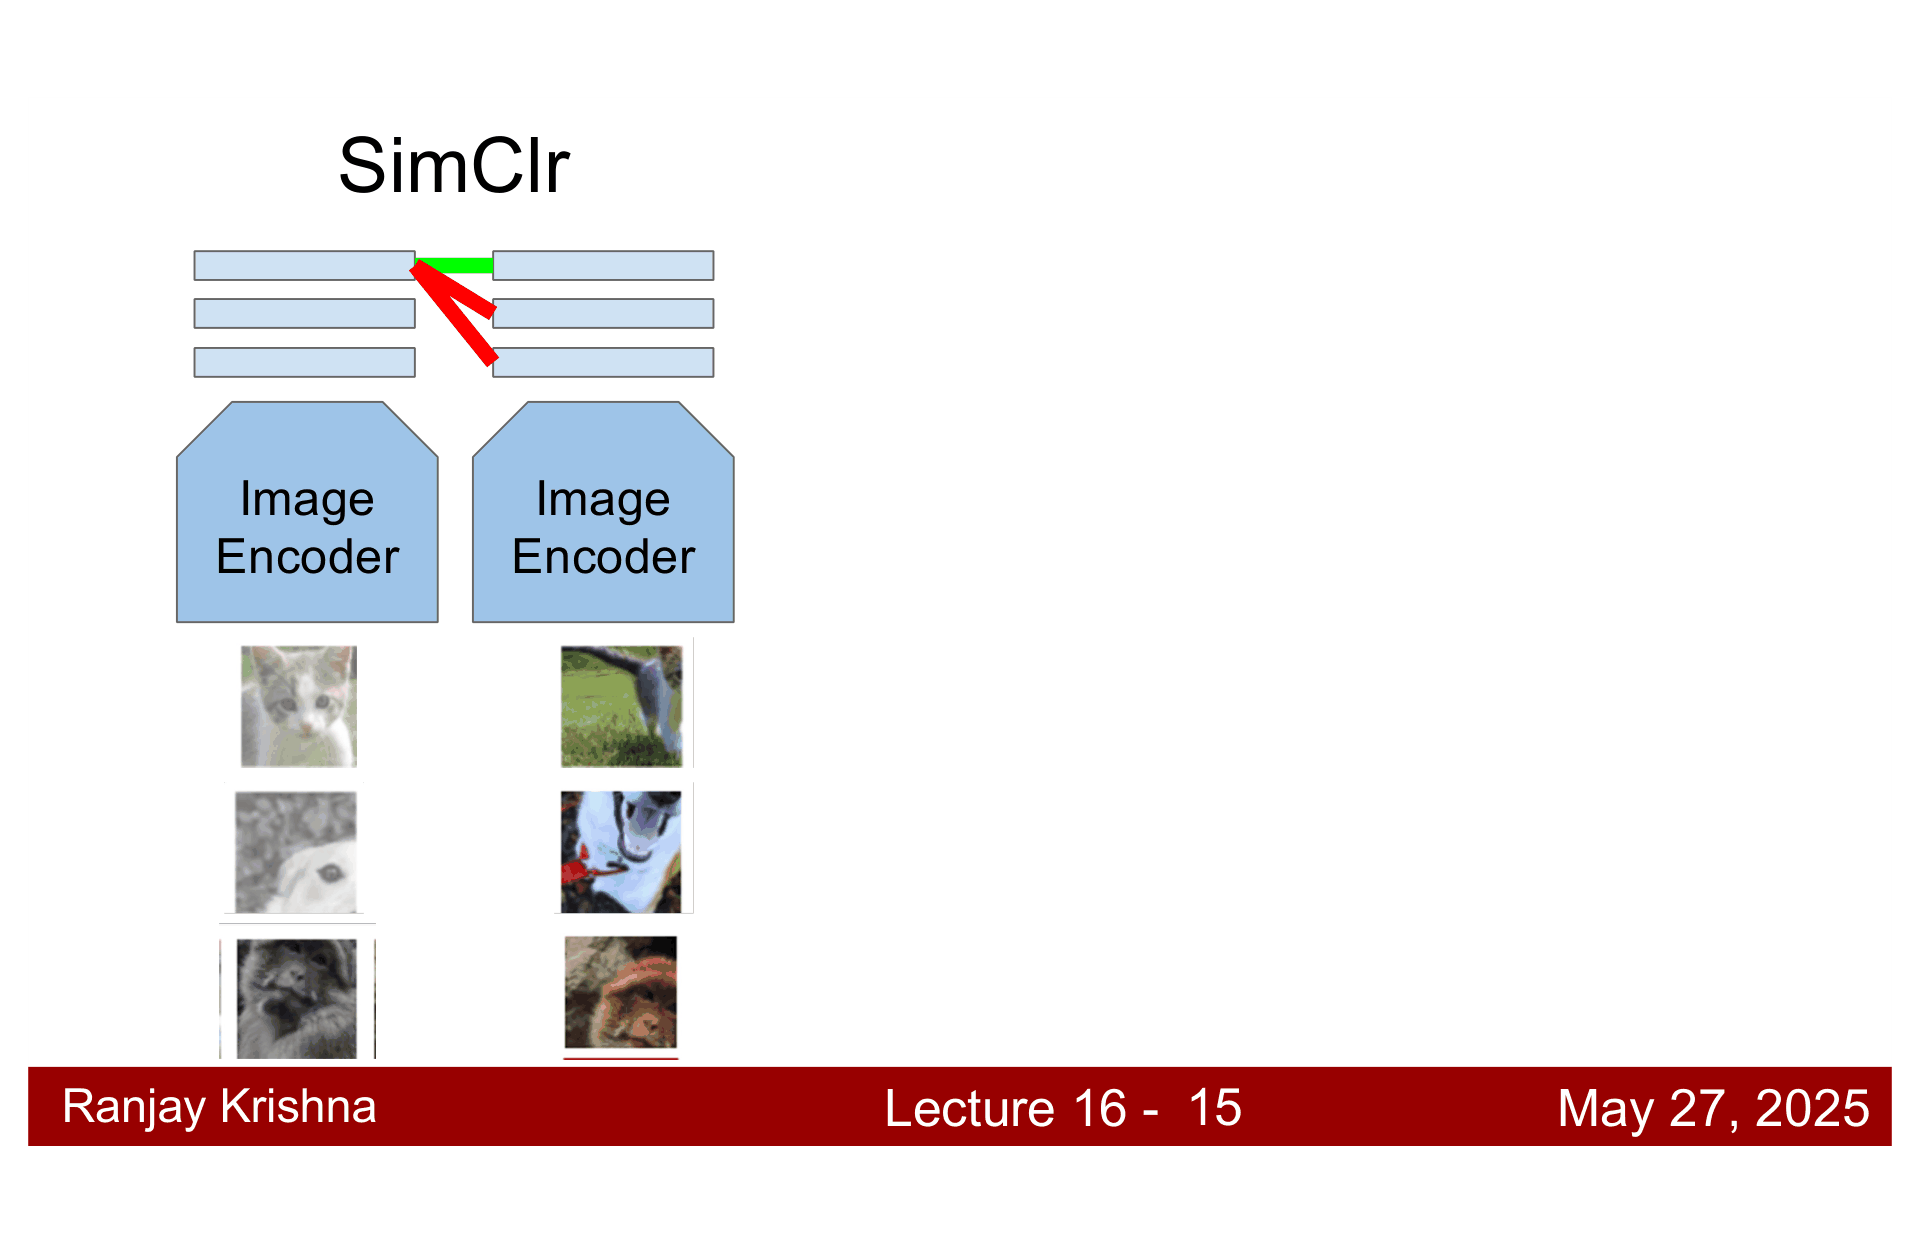 SimClr
Image
Encoder
Image
Encoder
Ranjay Krishna
Lecture 16 - 15
May 27, 2025